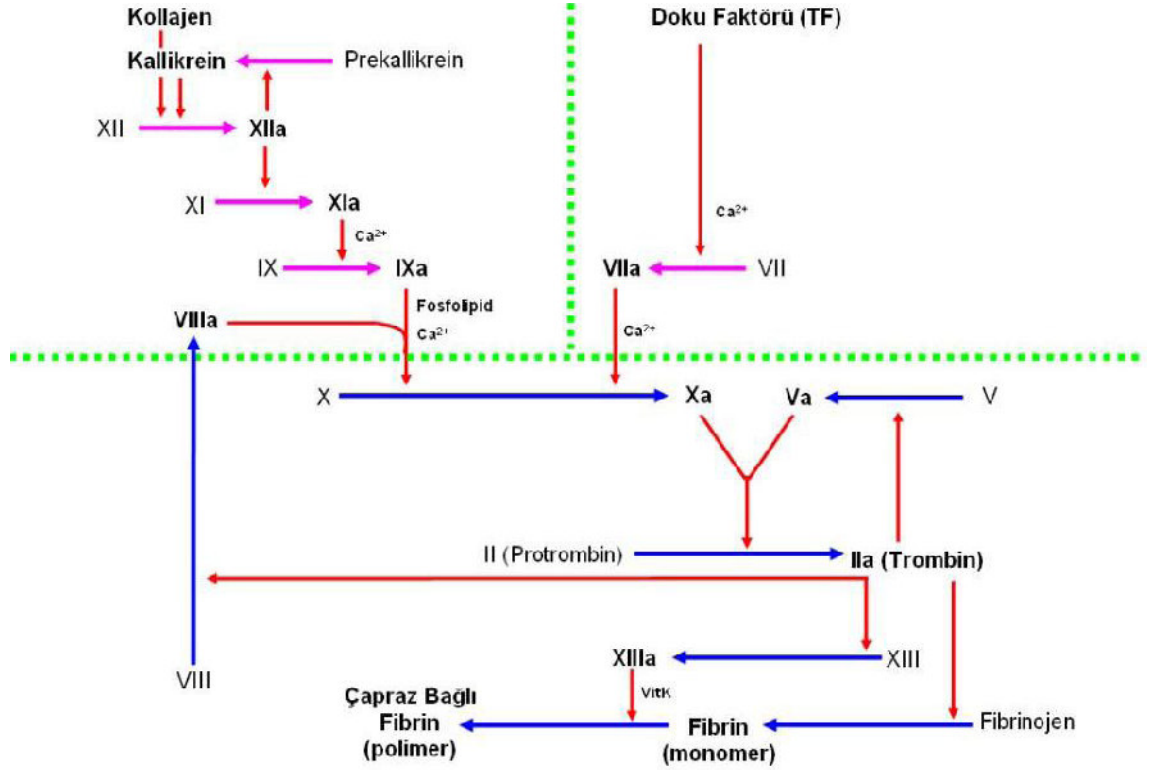 Kollajen
Doku Faktörü (TF)
Kallikrein
Prekallikrein
XII
XIIa
XI
XIa
Ca²⁺
Ca²⁺
IX
IXa
VIIa
VII
Fosfolipid
VIIIa
Ca²⁺
Ca²⁺
X
Xa
Va
V
II (Protrombin)
IIa (Trombin)
XIIIa
XIII
VIII
VitK
Çapraz Bağlı
Fibrin
(polimer)
Fibrin
(monomer)
Fibrinojen